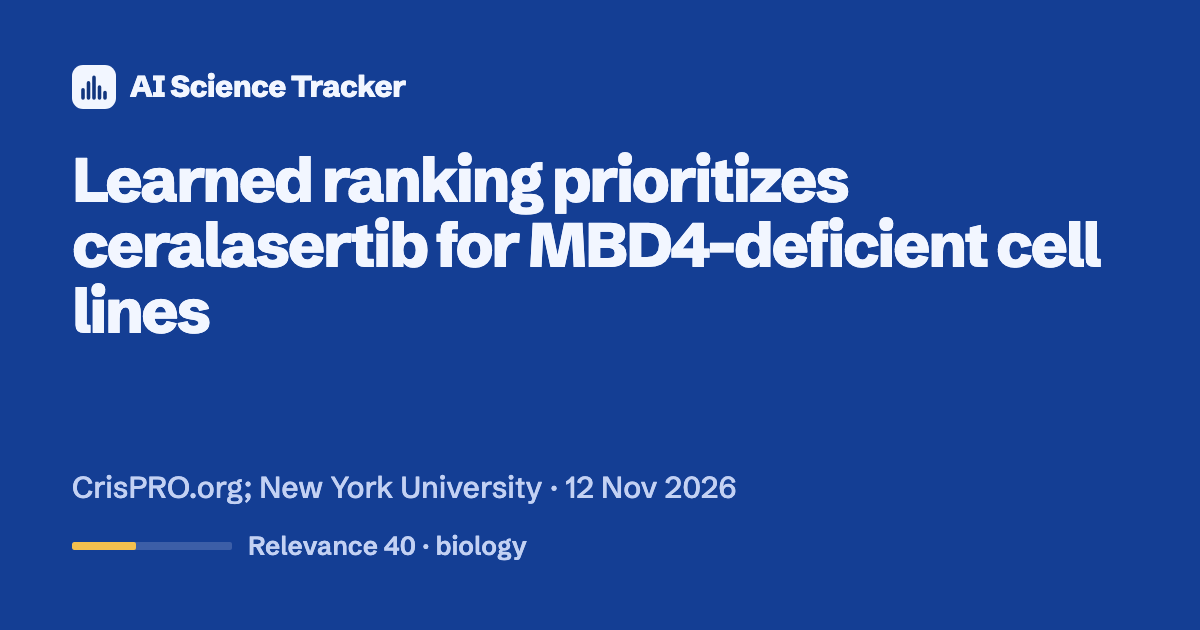 AI Science Tracker
Learned ranking prioritizes
ceralasertib for MBD4-deficient cell
lines
CrisPRO.org; New York University · 12 Nov 2026
Relevance 40 · biology